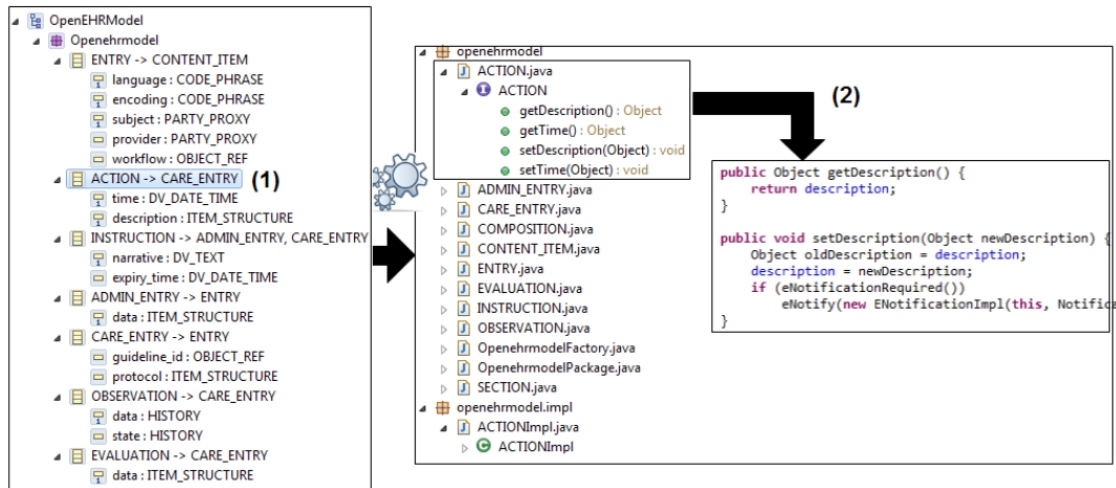 OpenEHRModel
Openehrmodel
ENTRY -> CONTENT_ITEM
language : CODE_PHRASE
encoding : CODE_PHRASE
subject : PARTY_PROXY
provider : PARTY_PROXY
workflow : OBJECT_REF
ACTION -> CARE_ENTRY (1)
time : DV_DATE_TIME
description : ITEM_STRUCTURE
INSTRUCTION -> ADMIN_ENTRY, CARE_ENTRY
narrative : DV_TEXT
expiry_time : DV_DATE_TIME
ADMIN_ENTRY -> ENTRY
data : ITEM_STRUCTURE
CARE_ENTRY -> ENTRY
guideline_id : OBJECT_REF
protocol : ITEM_STRUCTURE
OBSERVATION -> CARE_ENTRY
data : HISTORY
state : HISTORY
EVALUATION -> CARE_ENTRY
data : ITEM_STRUCTURE
openehrmodel
ACTION.java
ACTION
getDescription() : Object
getTime() : Object
setDescription(Object) : void
setTime(Object) : void
ADMIN_ENTRY.java
CARE_ENTRY.java
COMPOSITION.java
CONTENT_ITEM.java
ENTRY.java
EVALUATION.java
INSTRUCTION.java
OBSERVATION.java
OpenehrmodelFactory.java
OpenehrmodelPackage.java
SECTION.java
openehrmodel.impl
ACTIONImpl.java
ACTIONImpl
(2)
public Object getDescription() {
return description;
}
public void setDescription(Object newDescription) {
Object oldDescription = description;
description = newDescription;
if (eNotificationRequired())
eNotify(new ENotificationImpl(this, Notifica
}